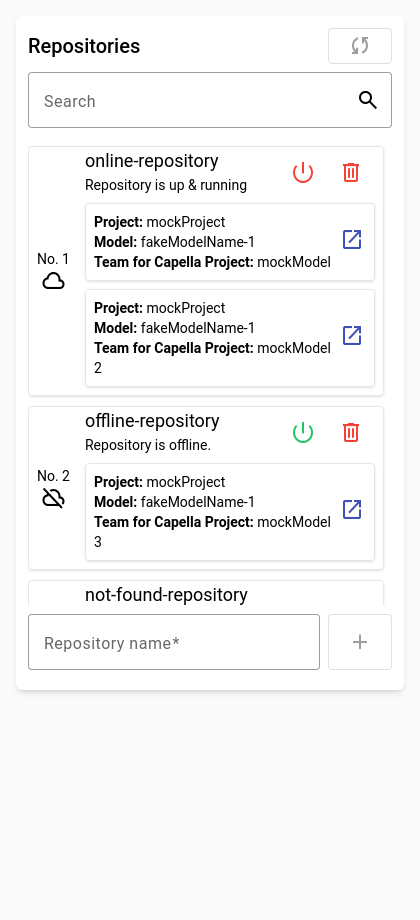 Repositories
Search
online-repository
Repository is up & running
No. 1
Project: mockProject
Model: fakeModelName-1
Team for Capella Project: mockModel
Project: mockProject
Model: fakeModelName-1
Team for Capella Project: mockModel
2
offline-repository
Repository is offline.
No. 2
Project: mockProject
Model: fakeModelName-1
Team for Capella Project: mockModel
3
not-found-repository
Repository name*